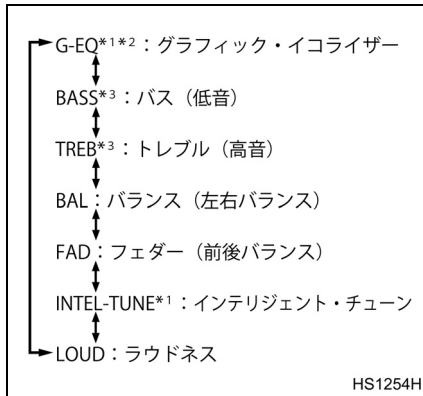 G-EQ*1*2：グラフィック・イコライザー
BASS*3：バス（低音）
TREB*3：トレブル（高音）
BAL：バランス（左右バランス）
FAD：フェダー（前後バランス）
INTEL-TUNE*1：インテリジェント・チューン
LOUD：ラウドネス
HS1254H